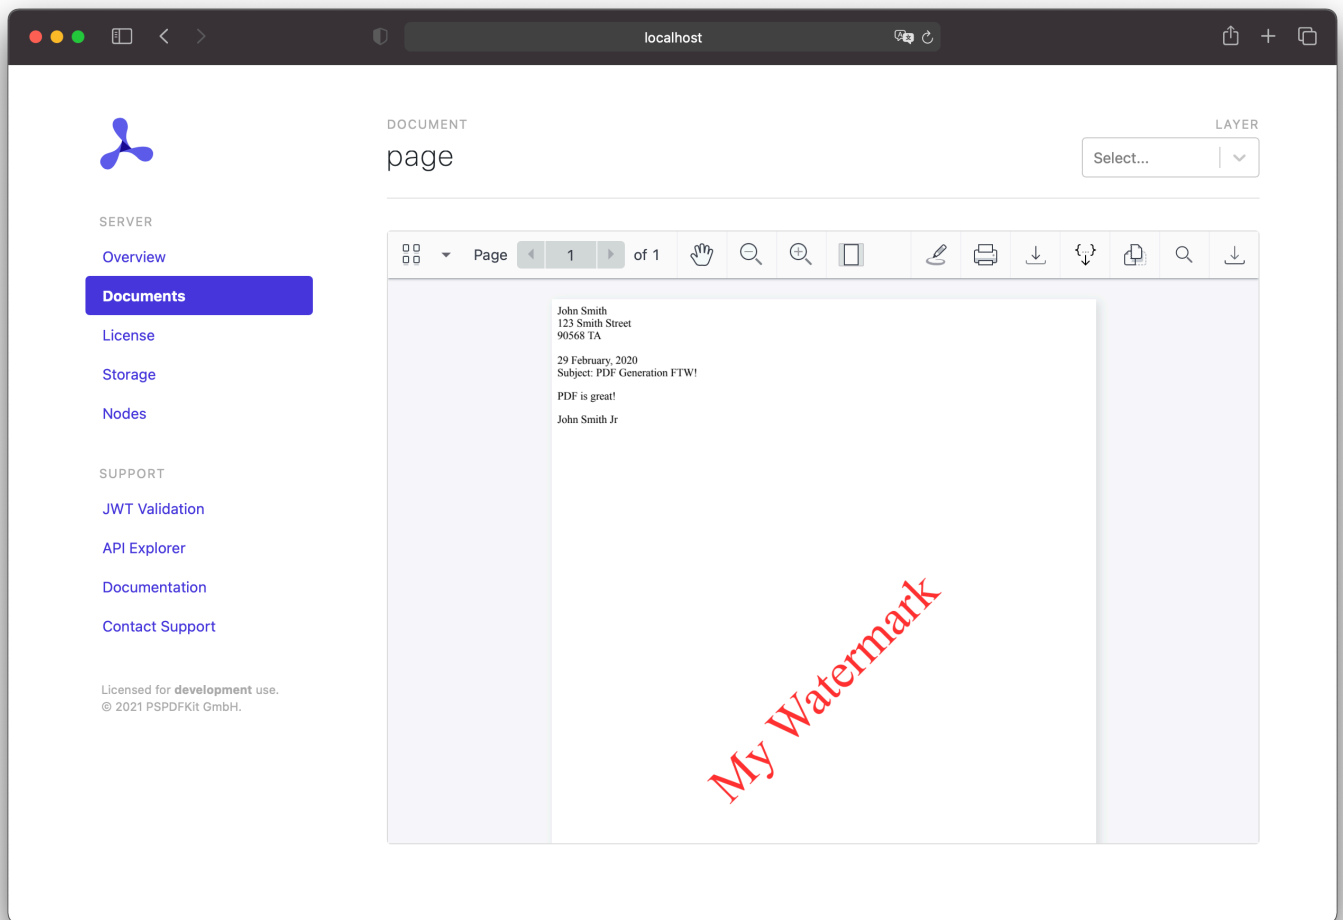 localhost
DOCUMENT
page
LAYER
Select...
SERVER
Overview
Documents
License
Storage
Nodes
SUPPORT
JWT Validation
API Explorer
Documentation
Contact Support
Licensed for development use.
© 2021 PSPDFKit GmbH.
Page 1 of 1
John Smith
123 Smith Street
90568 TA
29 February, 2020
Subject: PDF Generation FTW!
PDF is great!
John Smith Jr
My Watermark